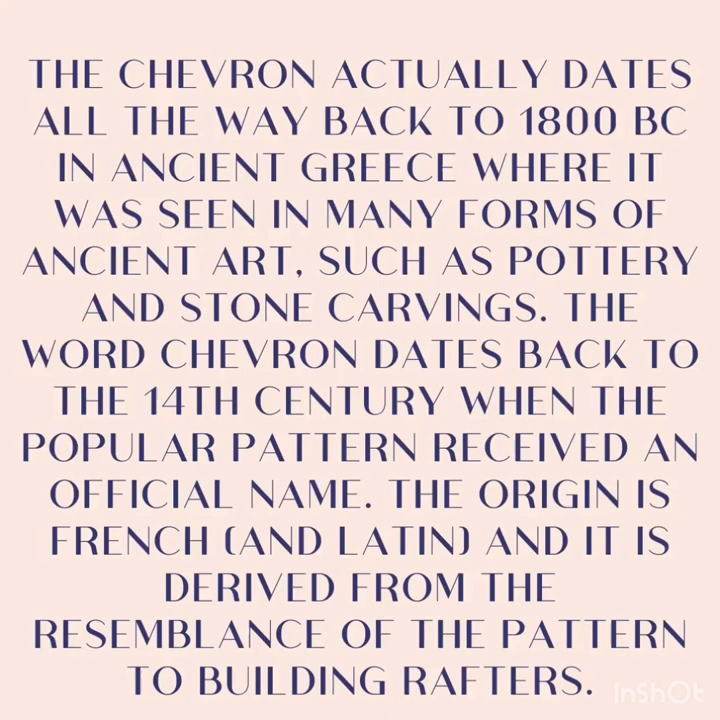 THE CHEVRON ACTUALLY DATES
ALL THE WAY BACK TO 1800 BC
IN ANCIENT GREECE WHERE IT
WAS SEEN IN MANY FORMS OF
ANCIENT ART, SUCH AS POTTERY
AND STONE CARVINGS. THE
WORD CHEVRON DATES BACK TO
THE 14TH CENTURY WHEN THE
POPULAR PATTERN RECEIVED AN
OFFICIAL NAME. THE ORIGIN IS
FRENCH (AND LATIN) AND IT IS
DERIVED FROM THE
RESEMBLANCE OF THE PATTERN
TO BUILDING RAFTERS.
InShOt